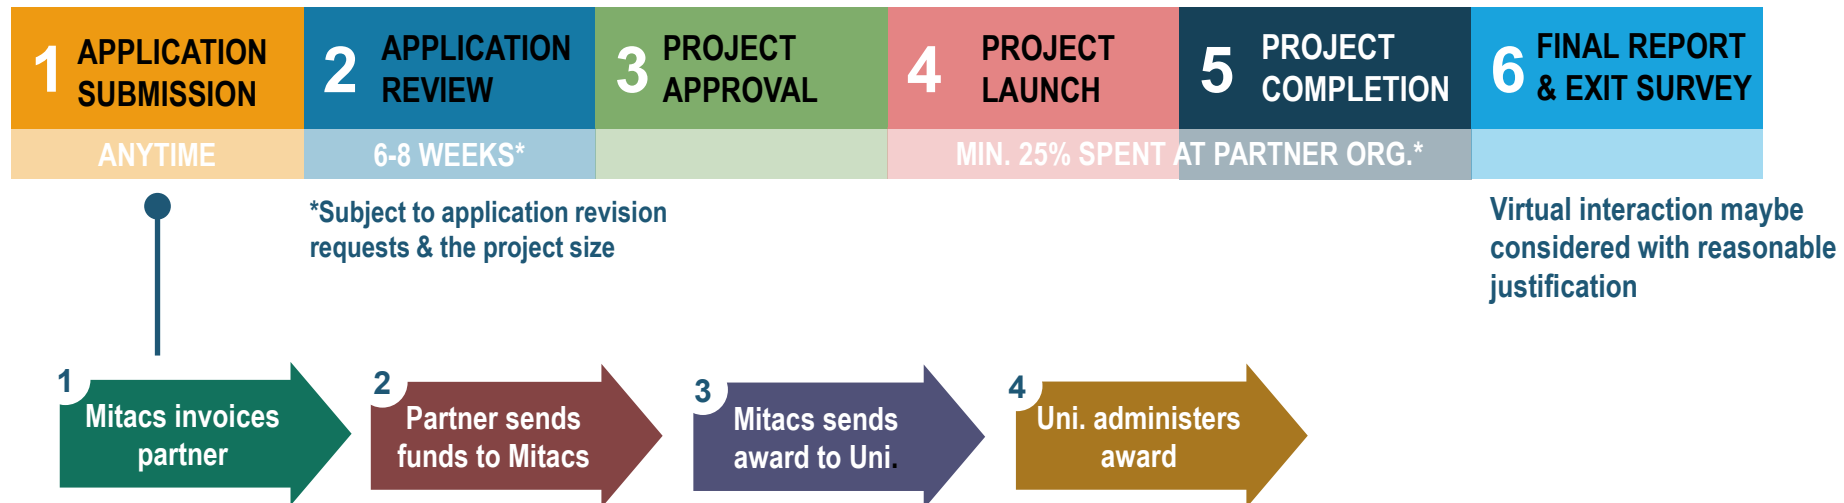 1 APPLICATION
SUBMISSION
2 APPLICATION
REVIEW
3 PROJECT
APPROVAL
4 PROJECT
LAUNCH
5 PROJECT
COMPLETION
6 FINAL REPORT
& EXIT SURVEY
ANYTIME
6-8 WEEKS*
MIN. 25% SPENT AT PARTNER ORG.*
*Subject to application revision
requests & the project size
Virtual interaction maybe
considered with reasonable
justification
1
Mitacs invoices
partner
2
Partner sends
funds to Mitacs
3
Mitacs sends
award to Uni.
4
Uni. administers
award